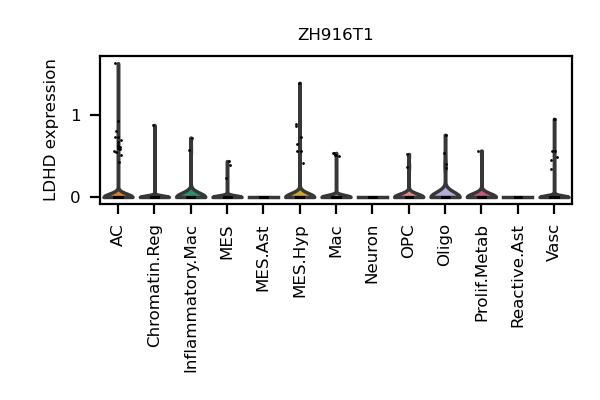 ZH916T1
LDHD expression
1
0
AC
Chromatin.Reg
Inflammatory.Mac
MES
MES.Ast
MES.Hyp
Mac
Neuron
OPC
Oligo
Prolif.Metab
Reactive.Ast
Vasc